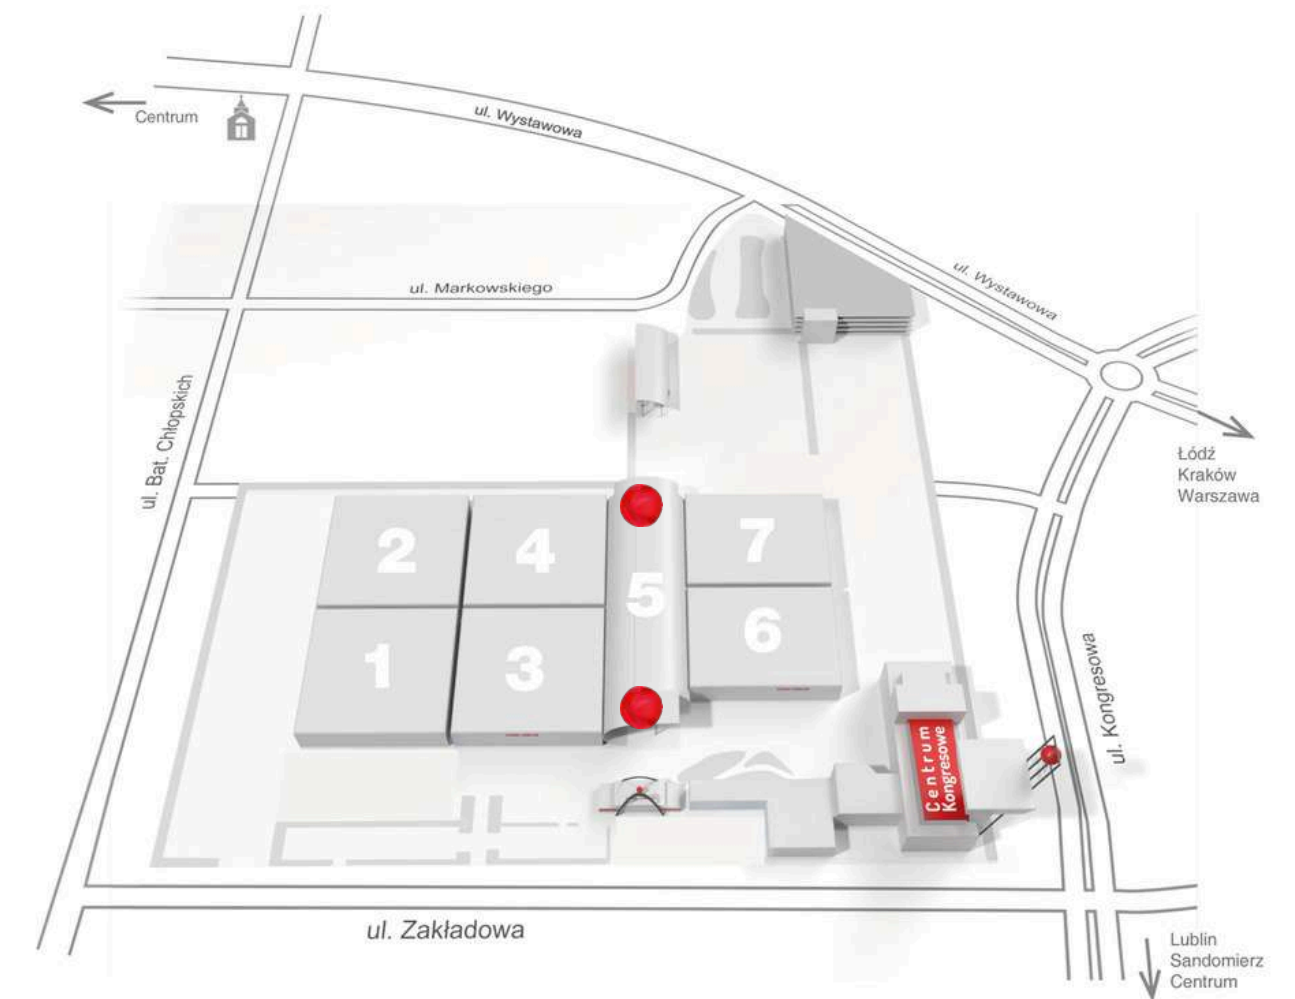 ul. Wystawowa
Centrum
ul. Wystawowa
ul. Markowskiego
ul. Bat. Chłopskich
Łódź
Kraków
Warszawa
2
4
5
7
1
3
6
ul. Kongresowa
Centrum
Kongresowe
ul. Zakładowa
Lublin
Sandomierz
Centrum